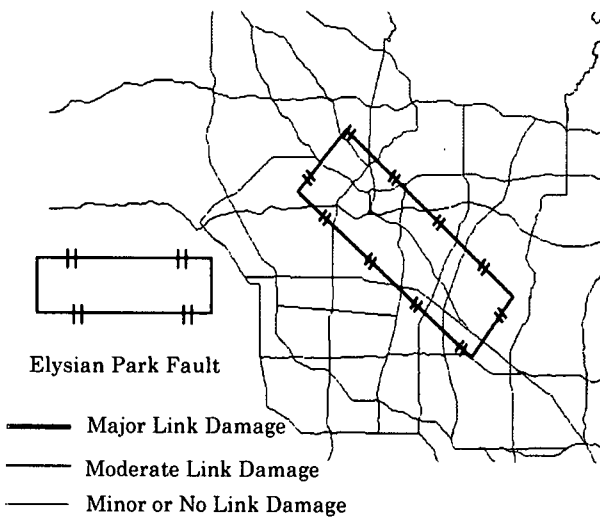 Elysian Park Fault
Major Link Damage
Moderate Link Damage
Minor or No Link Damage